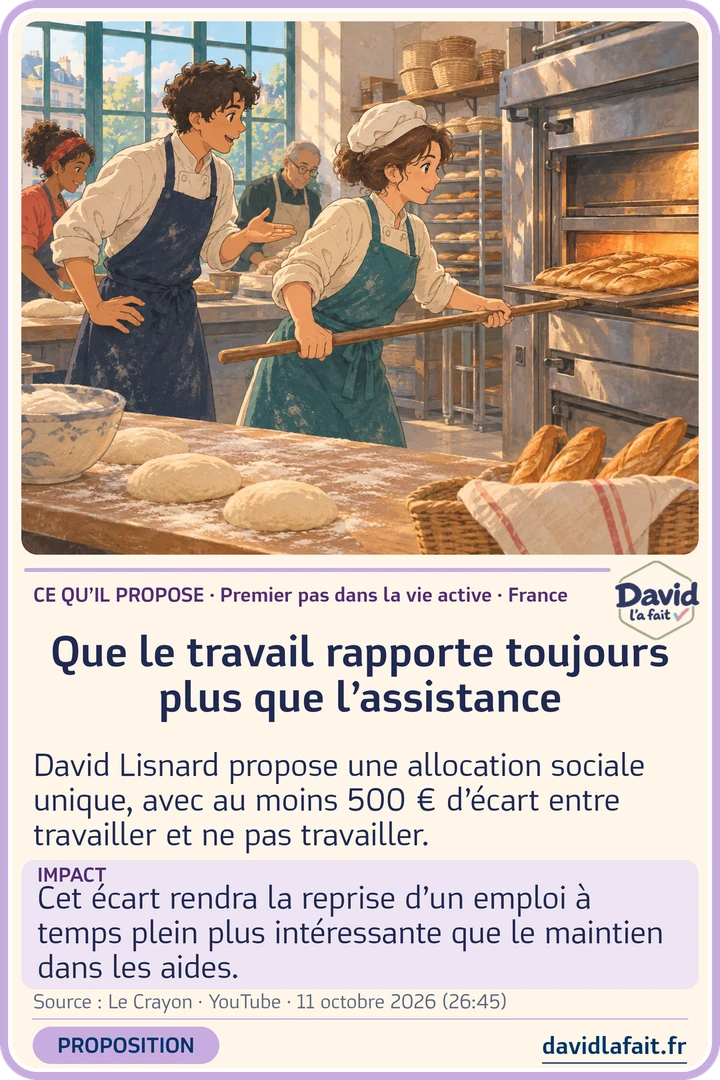 CE QU’IL PROPOSE · Premier pas dans la vie active · France
David
l’a fait
Que le travail rapporte toujours
plus que l’assistance
David Lisnard propose une allocation sociale
unique, avec au moins 500 € d’écart entre
travailler et ne pas travailler.
IMPACT
Cet écart rendra la reprise d’un emploi à
temps plein plus intéressante que le maintien
dans les aides.
Source : Le Crayon · YouTube · 11 octobre 2026 (26:45)
PROPOSITION
davidlafait.fr